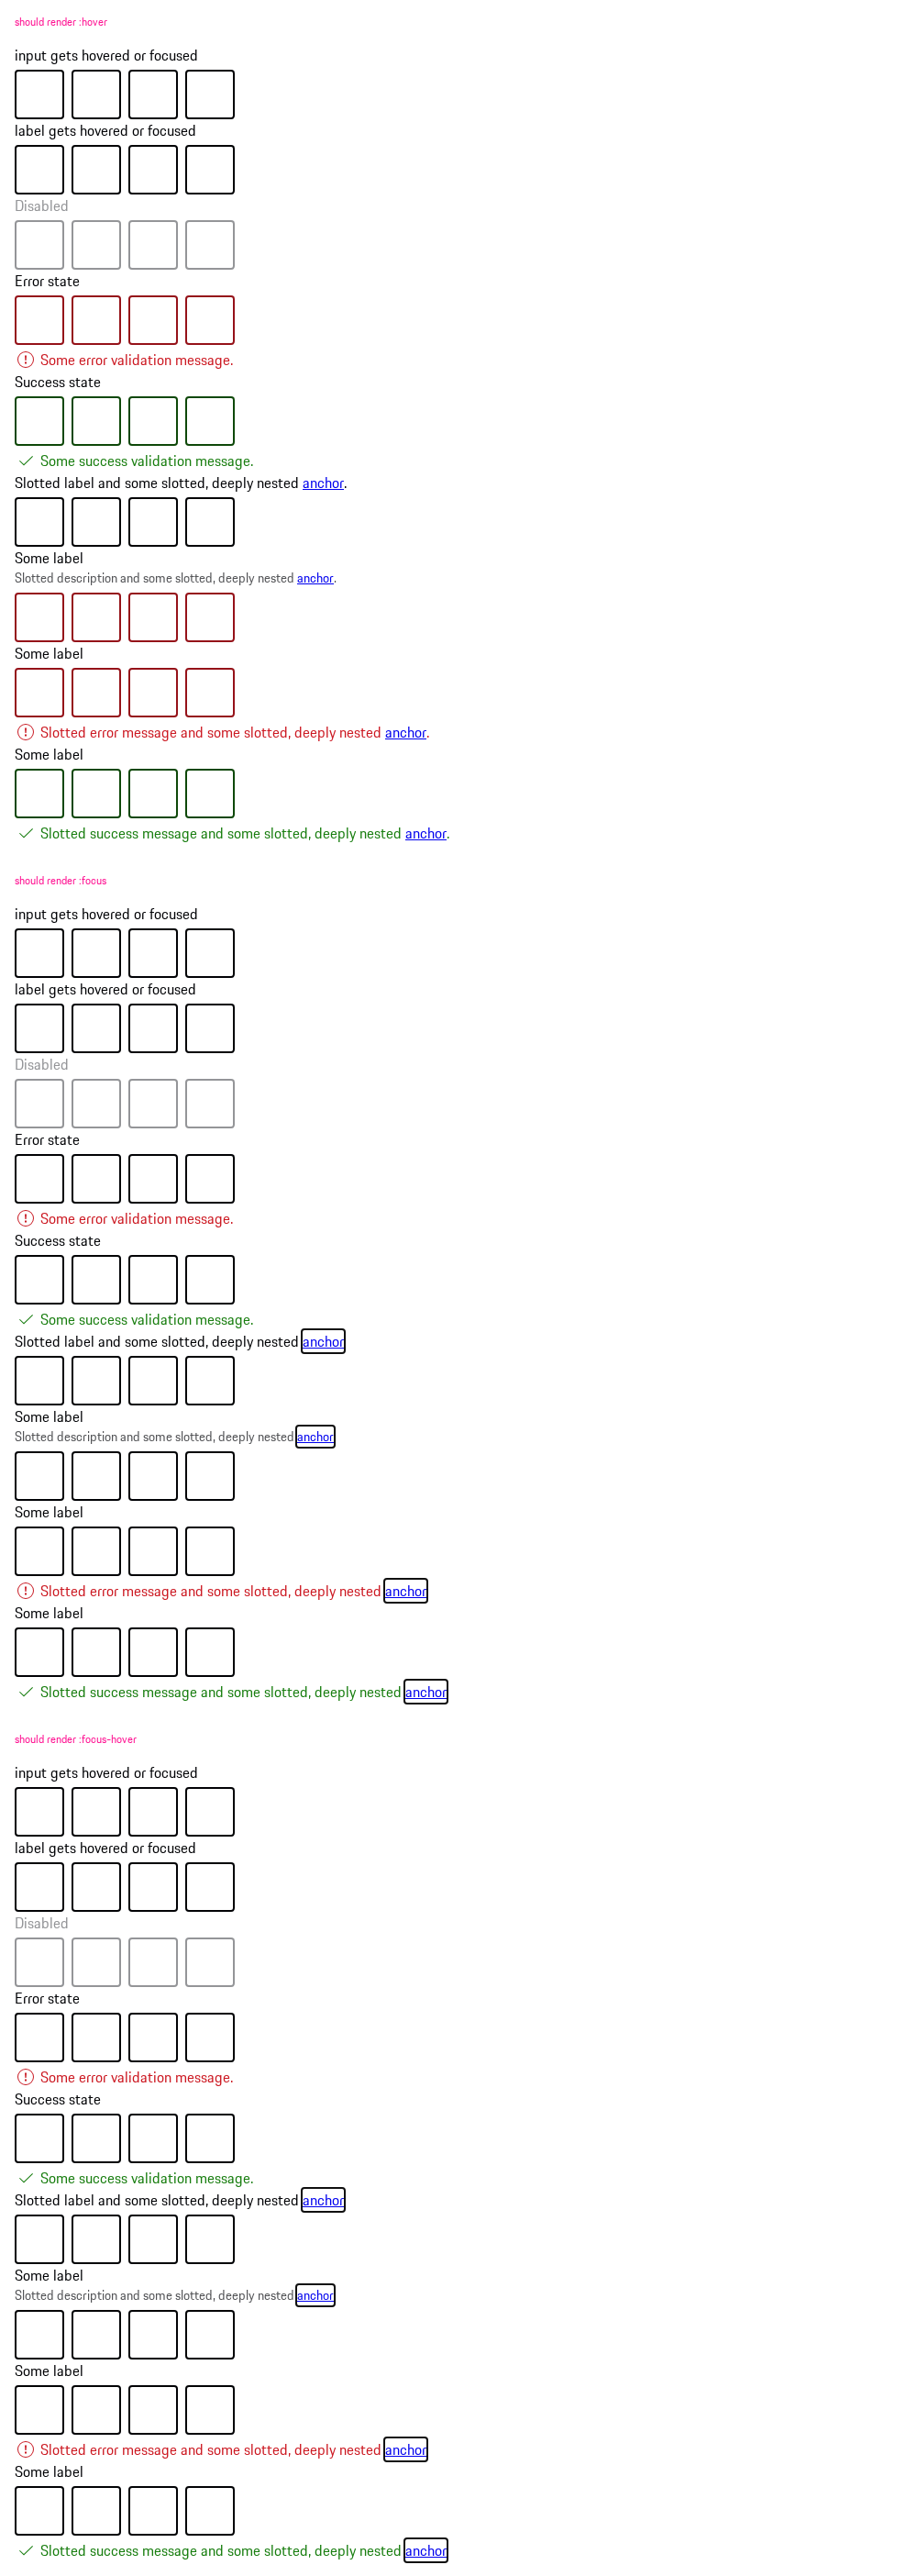 should render :hover
input gets hovered or focused
label gets hovered or focused
Disabled
Error state
Some error validation message.
Success state
Some success validation message.
Slotted label and some slotted, deeply nested anchor.
Some label
Slotted description and some slotted, deeply nested anchor.
Some label
Slotted error message and some slotted, deeply nested anchor.
Some label
Slotted success message and some slotted, deeply nested anchor.
should render :focus
input gets hovered or focused
label gets hovered or focused
Disabled
Error state
Some error validation message.
Success state
Some success validation message.
Slotted label and some slotted, deeply nested anchor
Some label
Slotted description and some slotted, deeply nested anchor
Some label
Slotted error message and some slotted, deeply nested anchor
Some label
Slotted success message and some slotted, deeply nested anchor
should render :focus-hover
input gets hovered or focused
label gets hovered or focused
Disabled
Error state
Some error validation message.
Success state
Some success validation message.
Slotted label and some slotted, deeply nested anchor
Some label
Slotted description and some slotted, deeply nested anchor
Some label
Slotted error message and some slotted, deeply nested anchor
Some label
Slotted success message and some slotted, deeply nested anchor